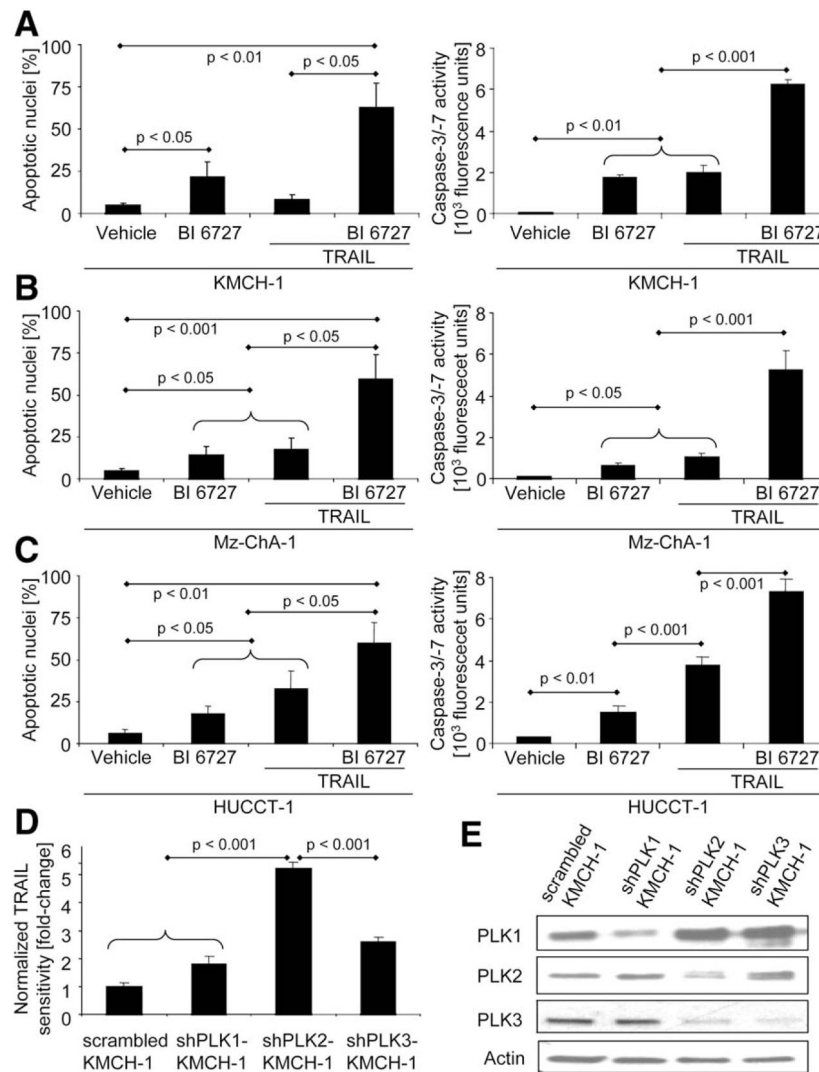 A
Apoptotic nuclei [%]
100
75
50
25
0
p < 0.01
p < 0.05
p < 0.05
Vehicle
BI 6727
BI 6727
TRAIL
KMCH-1
Caspase-3/-7 activity
[10³ fluorescence units]
8
6
4
2
0
p < 0.001
p < 0.01
Vehicle
BI 6727
BI 6727
TRAIL
KMCH-1
B
Apoptotic nuclei [%]
100
75
50
25
0
p < 0.001
p < 0.05
p < 0.05
Vehicle
BI 6727
BI 6727
TRAIL
Mz-ChA-1
Caspase-3/-7 activity
[10³ fluorescecet units]
8
6
4
2
0
p < 0.001
p < 0.05
Vehicle
BI 6727
BI 6727
TRAIL
Mz-ChA-1
C
Apoptotic nuclei [%]
100
75
50
25
0
p < 0.01
p < 0.05
p < 0.05
Vehicle
BI 6727
BI 6727
TRAIL
HUCCT-1
Caspase-3/-7 activity
[10³ fluorescecet units]
8
6
4
2
0
p < 0.001
p < 0.001
p < 0.01
Vehicle
BI 6727
BI 6727
TRAIL
HUCCT-1
D
Normalized TRAIL
sensitivity [fold-change]
6
5
3
2
1
0
p < 0.001
p < 0.001
scrambled
KMCH-1
shPLK1-
KMCH-1
shPLK2-
KMCH-1
shPLK3-
KMCH-1
E
scrambled
KMCH-1
shPLK1
KMCH-1
shPLK2
KMCH-1
shPLK3
KMCH-1
PLK1
PLK2
PLK3
Actin